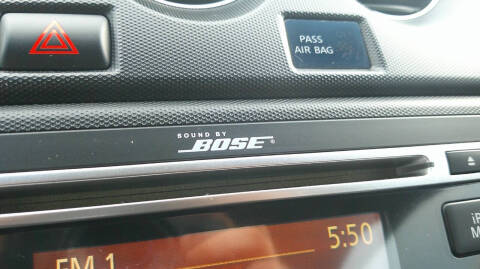 PASS
AIR BAG
SOUND BY
BOSE®
5:50
FM 1